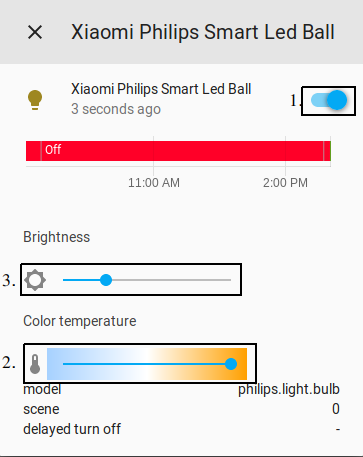 Xiaomi Philips Smart Led Ball
Xiaomi Philips Smart Led Ball
3 seconds ago
1.
Off
11:00 AM 2:00 PM
Brightness
3.
Color temperature
2.
model philips.light.bulb
scene 0
delayed turn off -